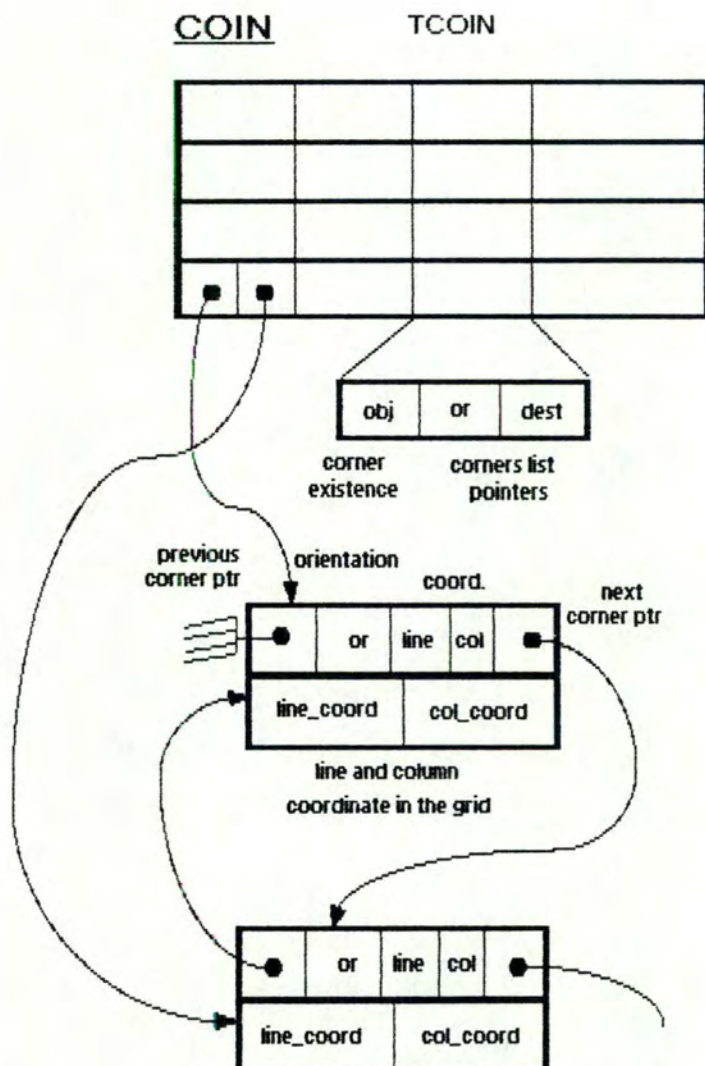 COIN TCOIN
obj or dest
corner existence
corners list pointers
previous corner ptr
orientation
coord.
next corner ptr
or line col
line_coord col_coord
line and column
coordinate in the grid
or line col
line_coord col_coord